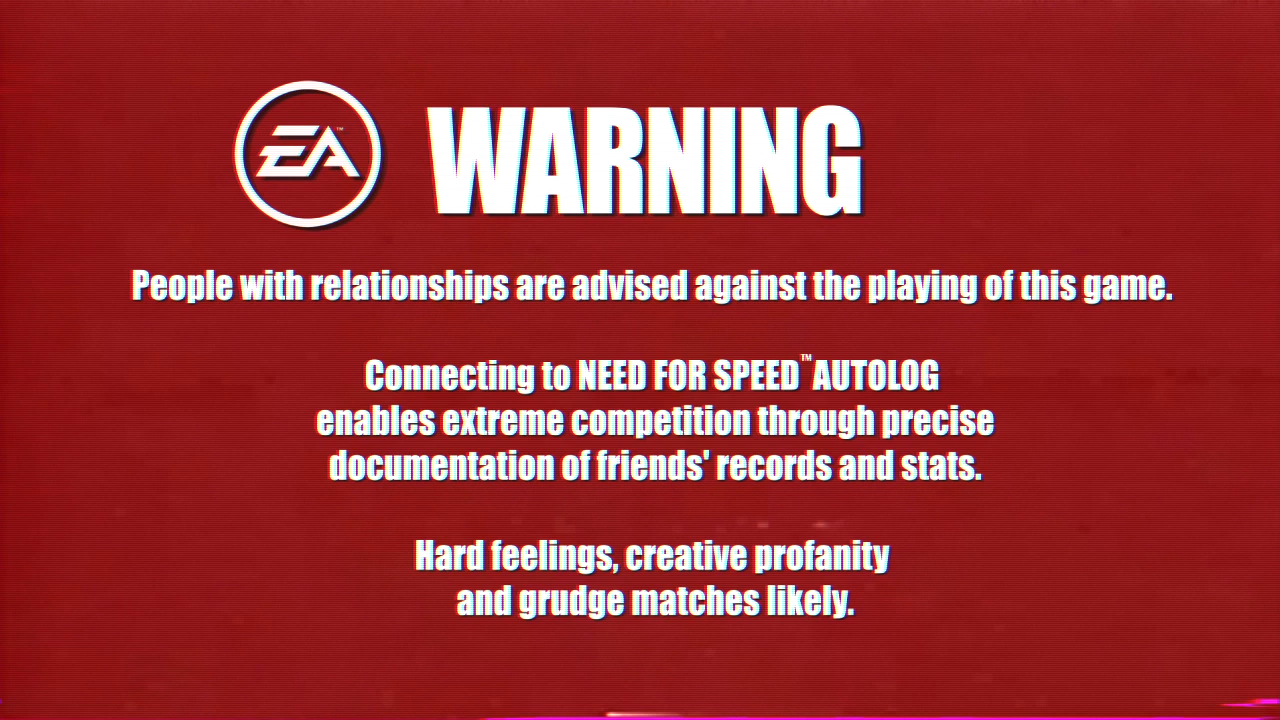 EA™ WARNING
People with relationships are advised against the playing of this game.
Connecting to NEED FOR SPEED™ AUTOLOG
enables extreme competition through precise
documentation of friends' records and stats.
Hard feelings, creative profanity
and grudge matches likely.